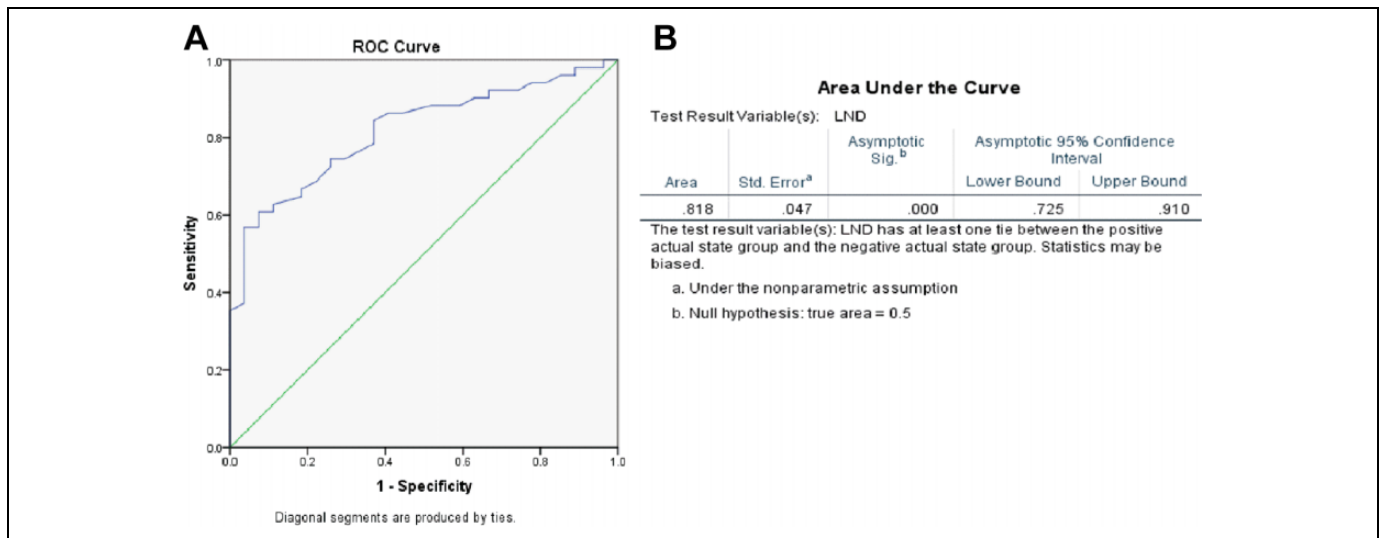 A
ROC Curve
1.0
0.8
0.6
0.4
0.2
0.0
Sensitivity
0.0 0.2 0.4 0.6 0.8 1.0
1 - Specificity
Diagonal segments are produced by ties.
B
Area Under the Curve
Test Result Variable(s): LND
Area Std. Errorᵃ Asymptotic Sig.ᵇ Asymptotic 95% Confidence Interval
Lower Bound Upper Bound
.818 .047 .000 .725 .910
The test result variable(s): LND has at least one tie between the positive
actual state group and the negative actual state group. Statistics may be
biased.
a. Under the nonparametric assumption
b. Null hypothesis: true area = 0.5